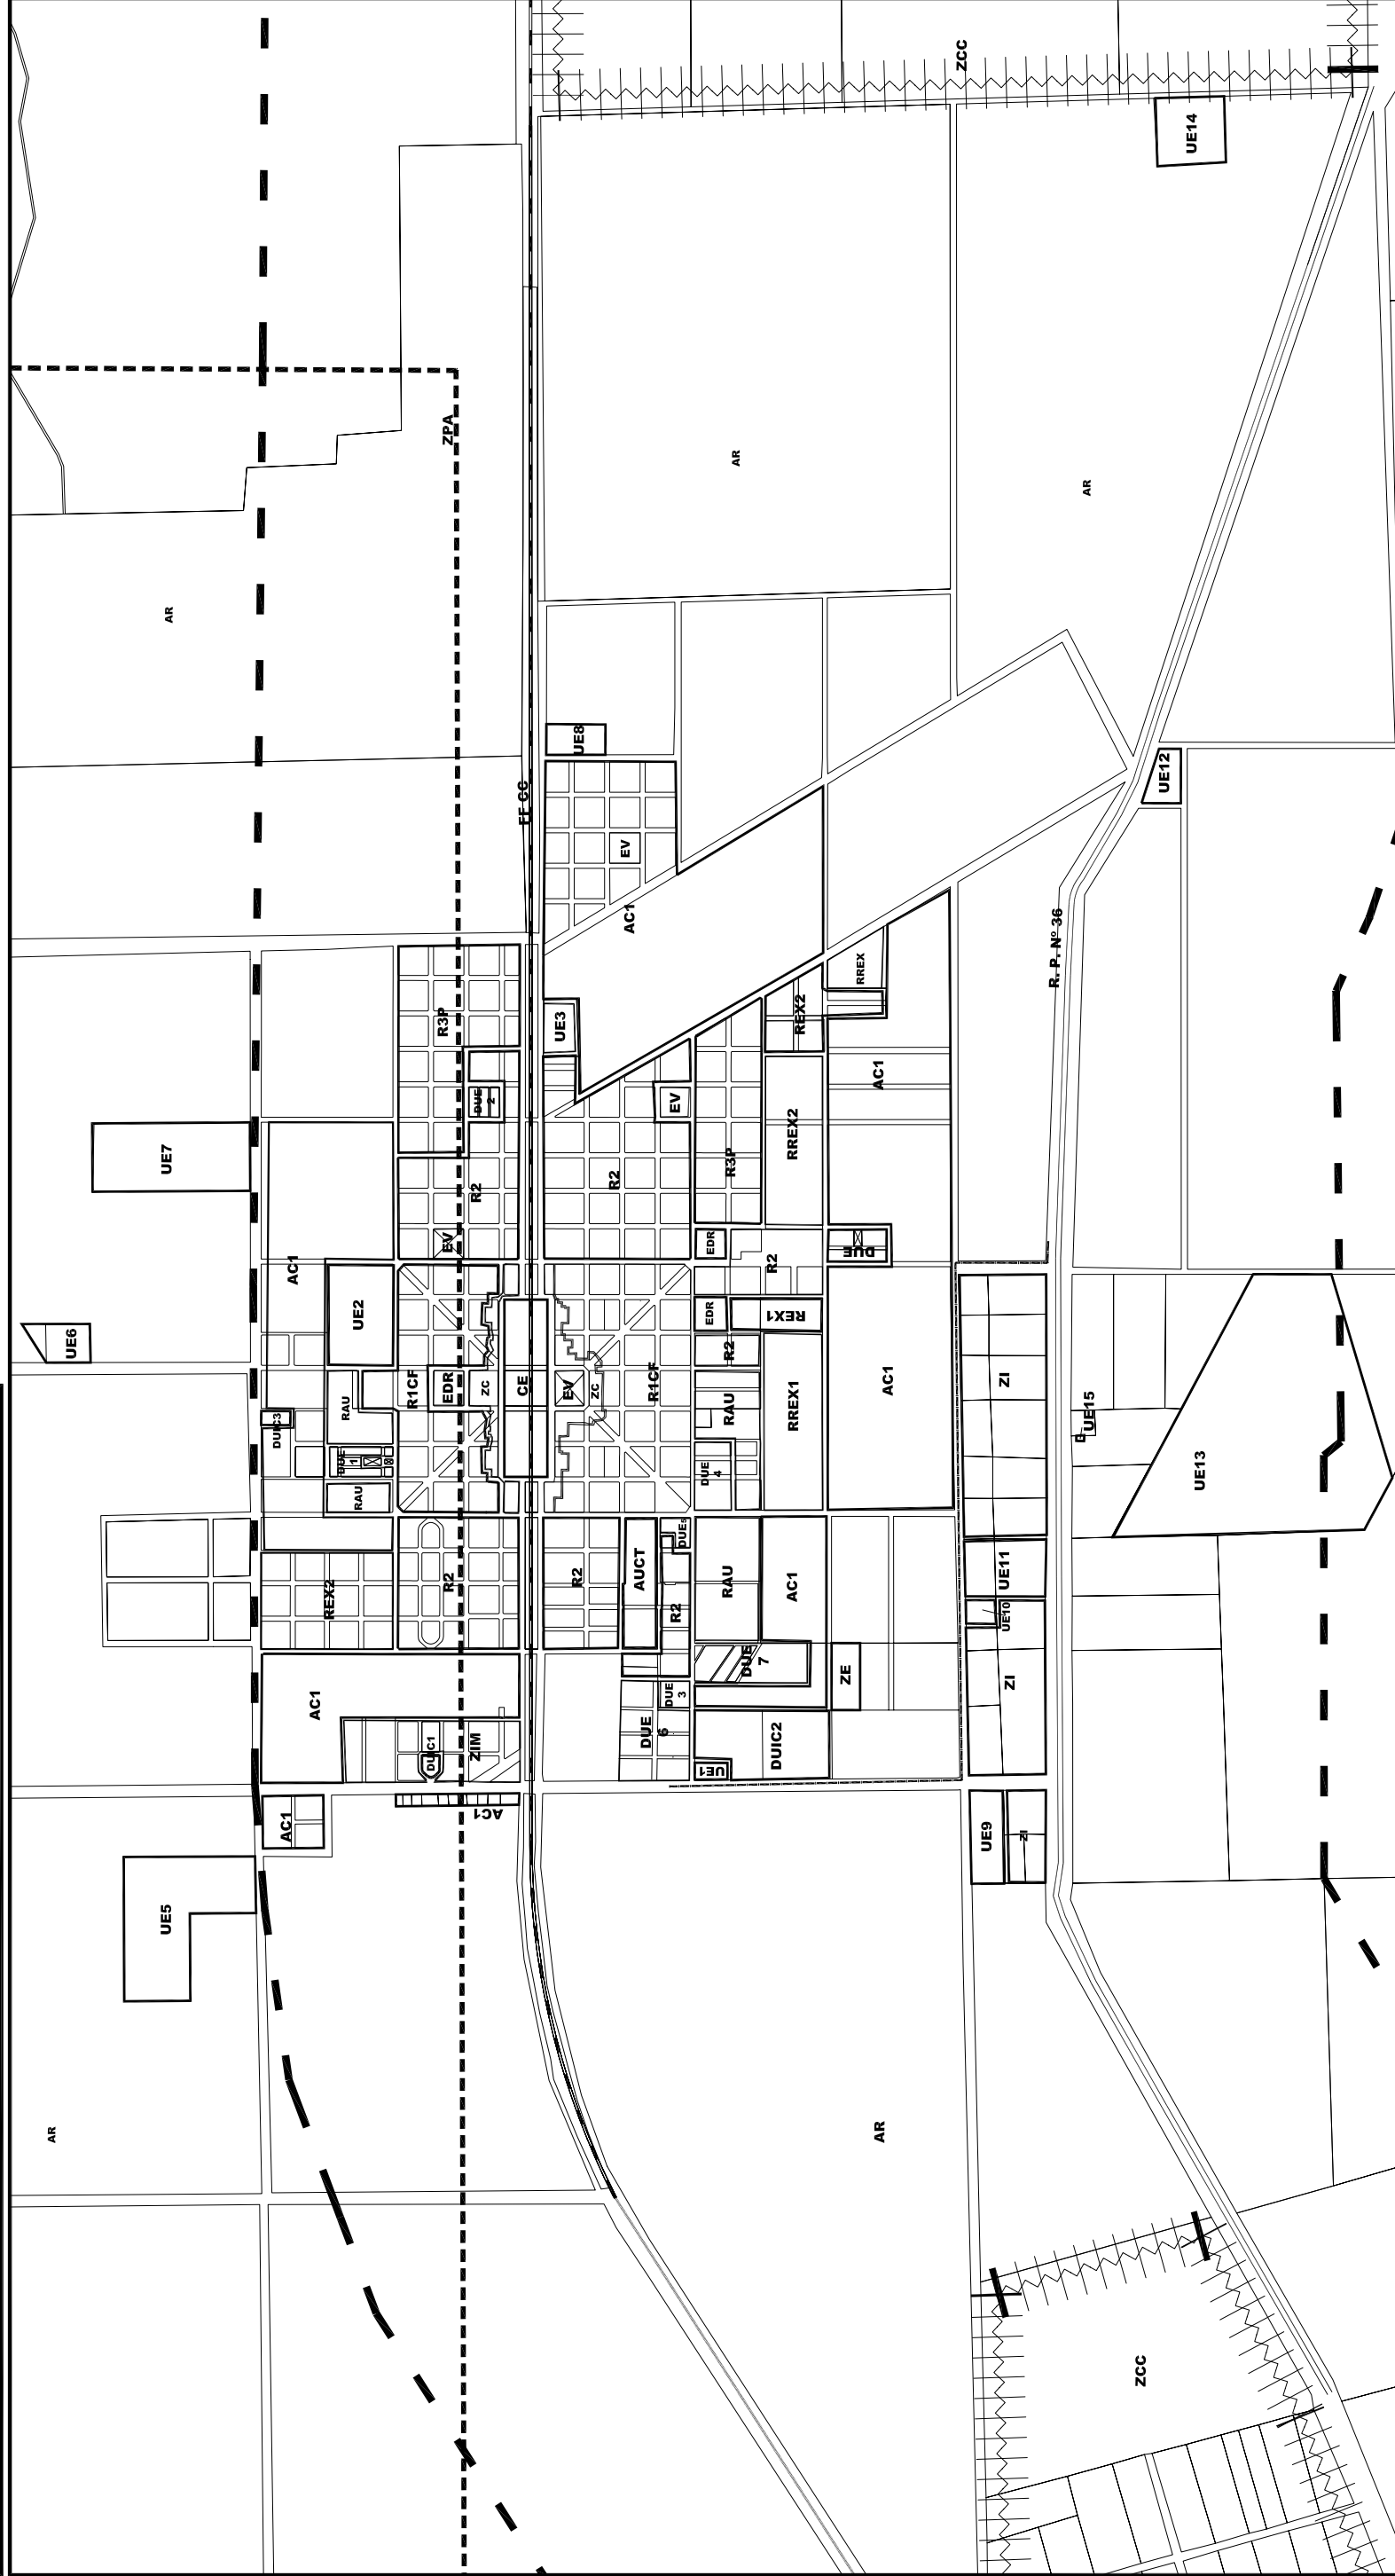 ZCC
UE14
ZPA
AR
AR
AR
UE8
UE12
FF CC
EV
AC1
R. P. Nº 36
RREX
REX2
R3P
UE3
AC1
DUE
2
EV
RREX2
UE7
R3P
R2
R2
EV
EDR
DUE
R2
AC1
UE2
EDR
REX1
UE6
R2
R1CF
EDR
ZC
CE
EV
ZC
R1CF
RAU
RREX1
AC1
ZI
UE15
D
RAU
DUIC3
DUE
1
DUE
4
UE13
RAU
DUE5
AUCT
R2
RAU
AC1
UE11
REX2
R2
R2
UE10
DUE
7
ZE
ZI
AC1
DUE
3
DUE
6
DUIC2
DUIC1
ZIM
UE1
AC1
AC1
UE9
ZI
UE5
AR
AR
ZCC